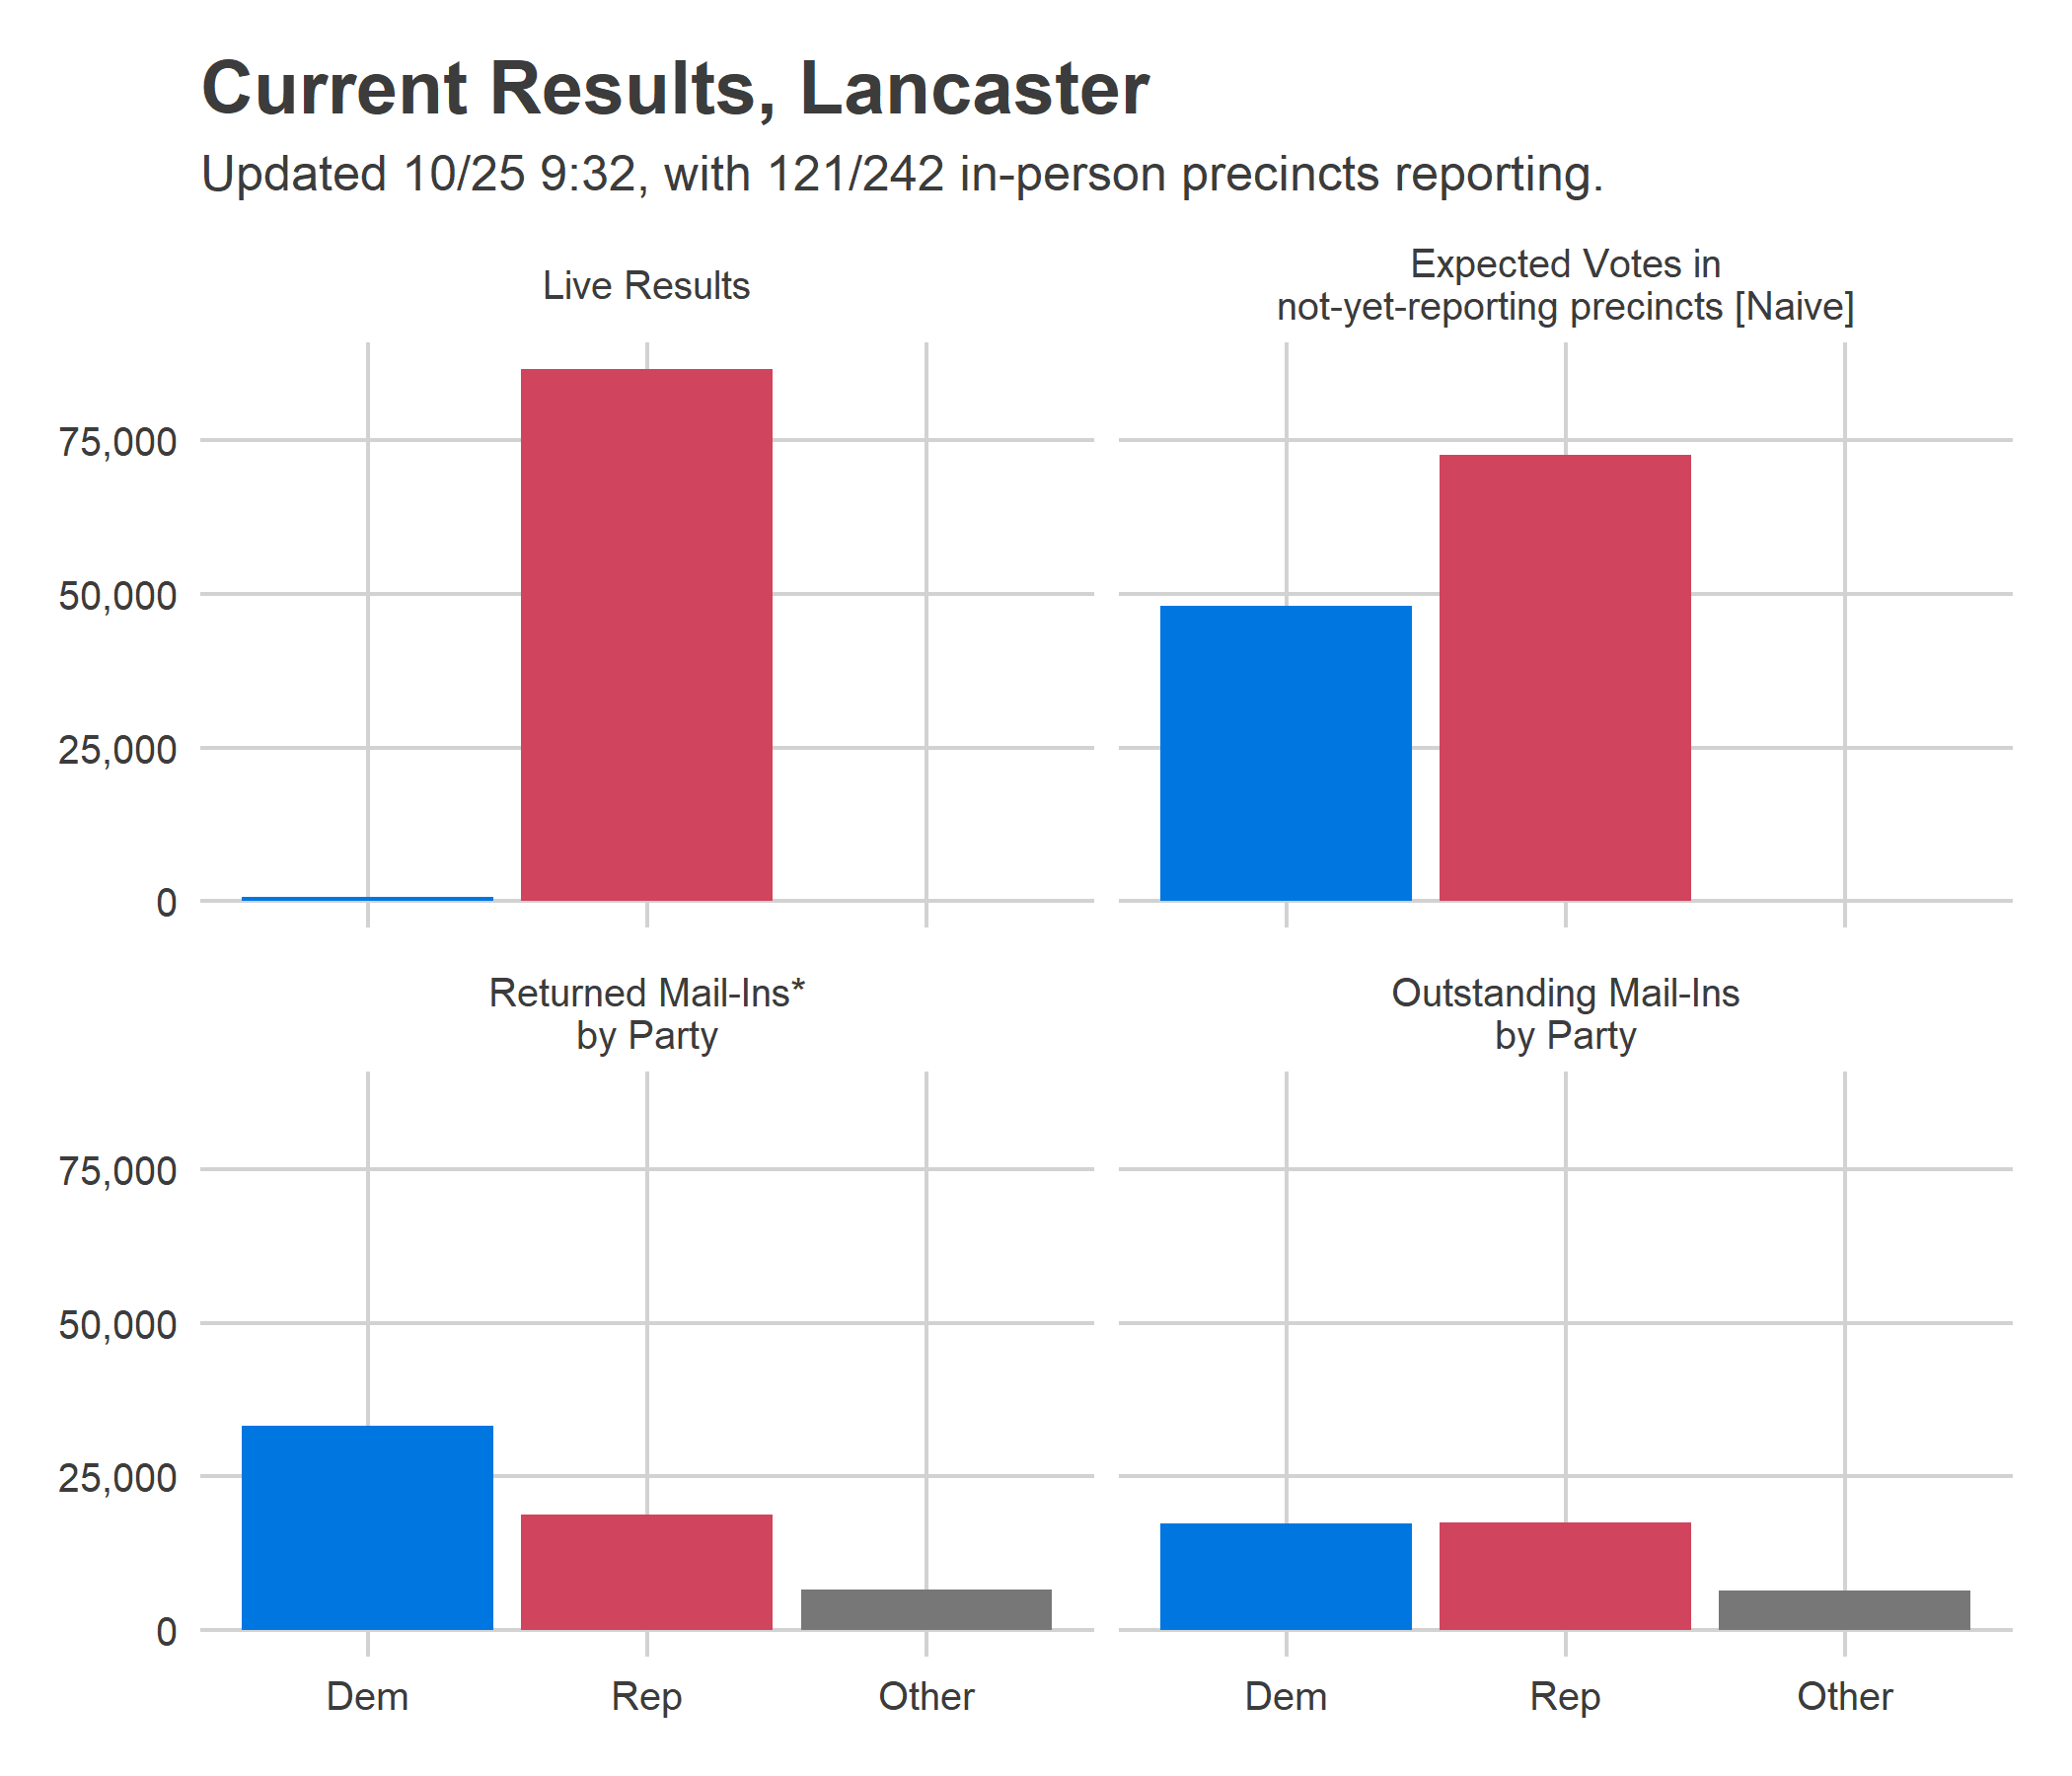 Current Results, Lancaster
Updated 10/25 9:32, with 121/242 in-person precincts reporting.
Live Results
Expected Votes in
not-yet-reporting precincts [Naive]
75,000
50,000
25,000
0
Returned Mail-Ins*
by Party
Outstanding Mail-Ins
by Party
75,000
50,000
25,000
0
Dem
Rep
Other
Dem
Rep
Other